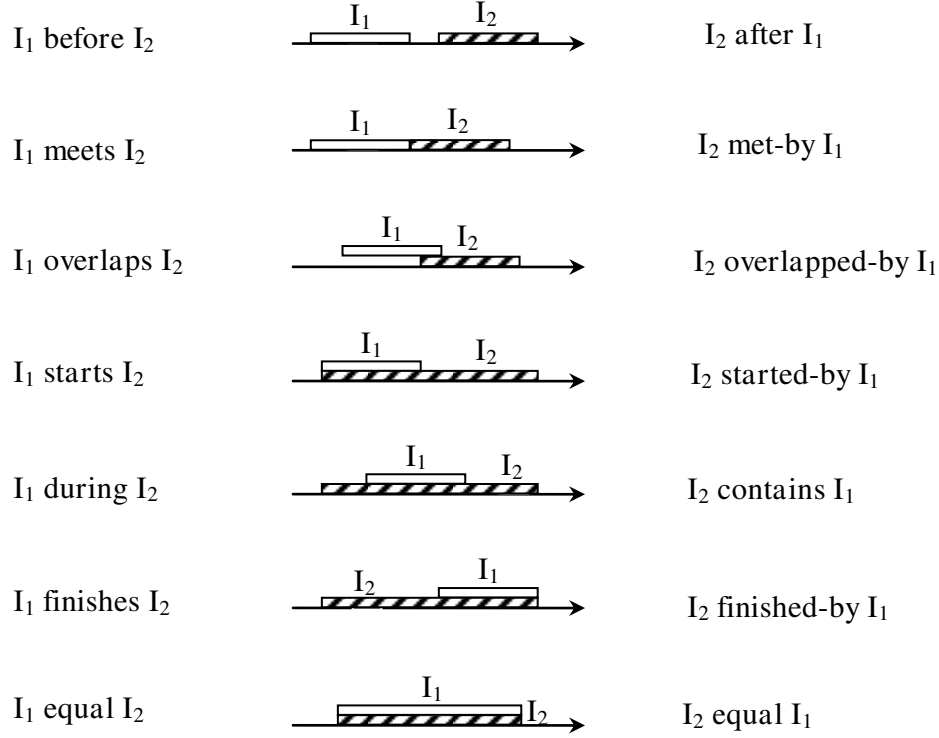 I₁ before I₂ I₁ I₂ I₂ after I₁
I₁ meets I₂ I₁ I₂ I₂ met-by I₁
I₁ overlaps I₂ I₁ I₂ I₂ overlapped-by I₁
I₁ starts I₂ I₁ I₂ I₂ started-by I₁
I₁ during I₂ I₁ I₂ I₂ contains I₁
I₁ finishes I₂ I₂ I₁ I₂ finished-by I₁
I₁ equal I₂ I₁ I₂ I₂ equal I₁